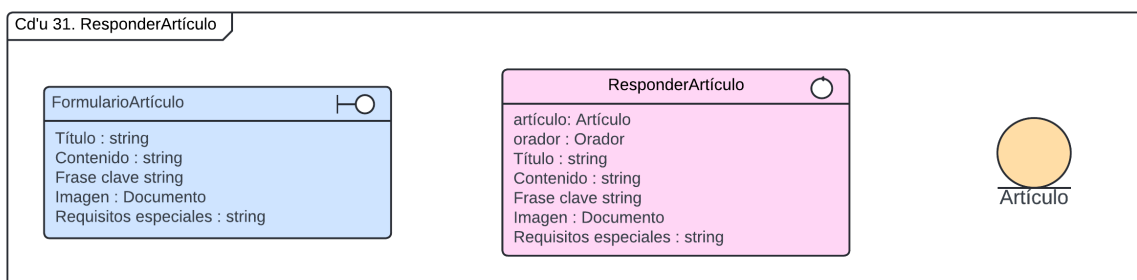 Cd'u 31. ResponderArtículo
FormularioArtículo
Título : string
Contenido : string
Frase clave string
Imagen : Documento
Requisitos especiales : string
ResponderArtículo
artículo: Artículo
orador : Orador
Título : string
Contenido : string
Frase clave string
Imagen : Documento
Requisitos especiales : string
Artículo